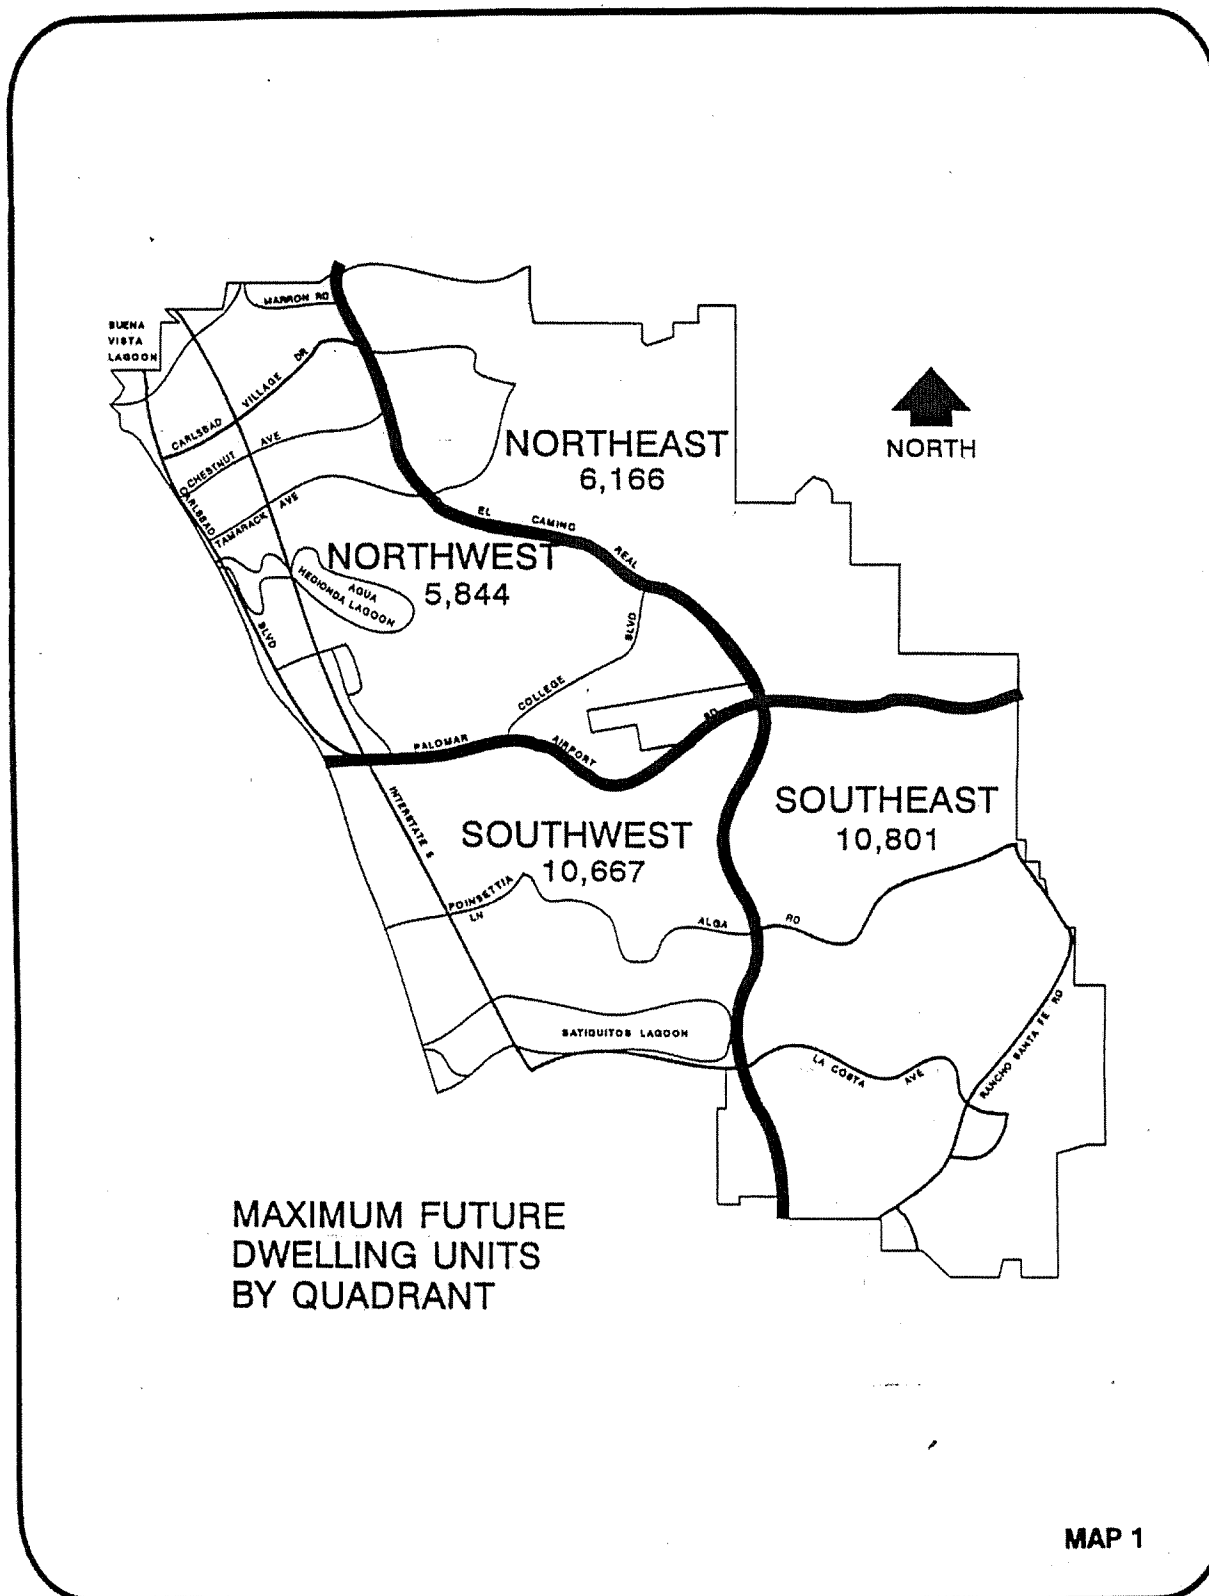 MARRON RD
BUENA
VISTA
LAGOON
CARLSBAD VILLAGE DR
CHESTNUT AVE
CARLSBAD BLVD
TAMARACK AVE
NORTHEAST
6,166
NORTH
EL CAMINO REAL
NORTHWEST
5,844
AGUA
HEDIONDA LAGOON
COLLEGE BLVD
PALOMAR AIRPORT RD
INTERSTATE 5
SOUTHEAST
10,801
SOUTHWEST
10,667
POINSETTIA
LN
ALGA RD
BATIQUITOS LAGOON
LA COSTA AVE
RANCHO SANTA FE RD
MAXIMUM FUTURE
DWELLING UNITS
BY QUADRANT
MAP 1